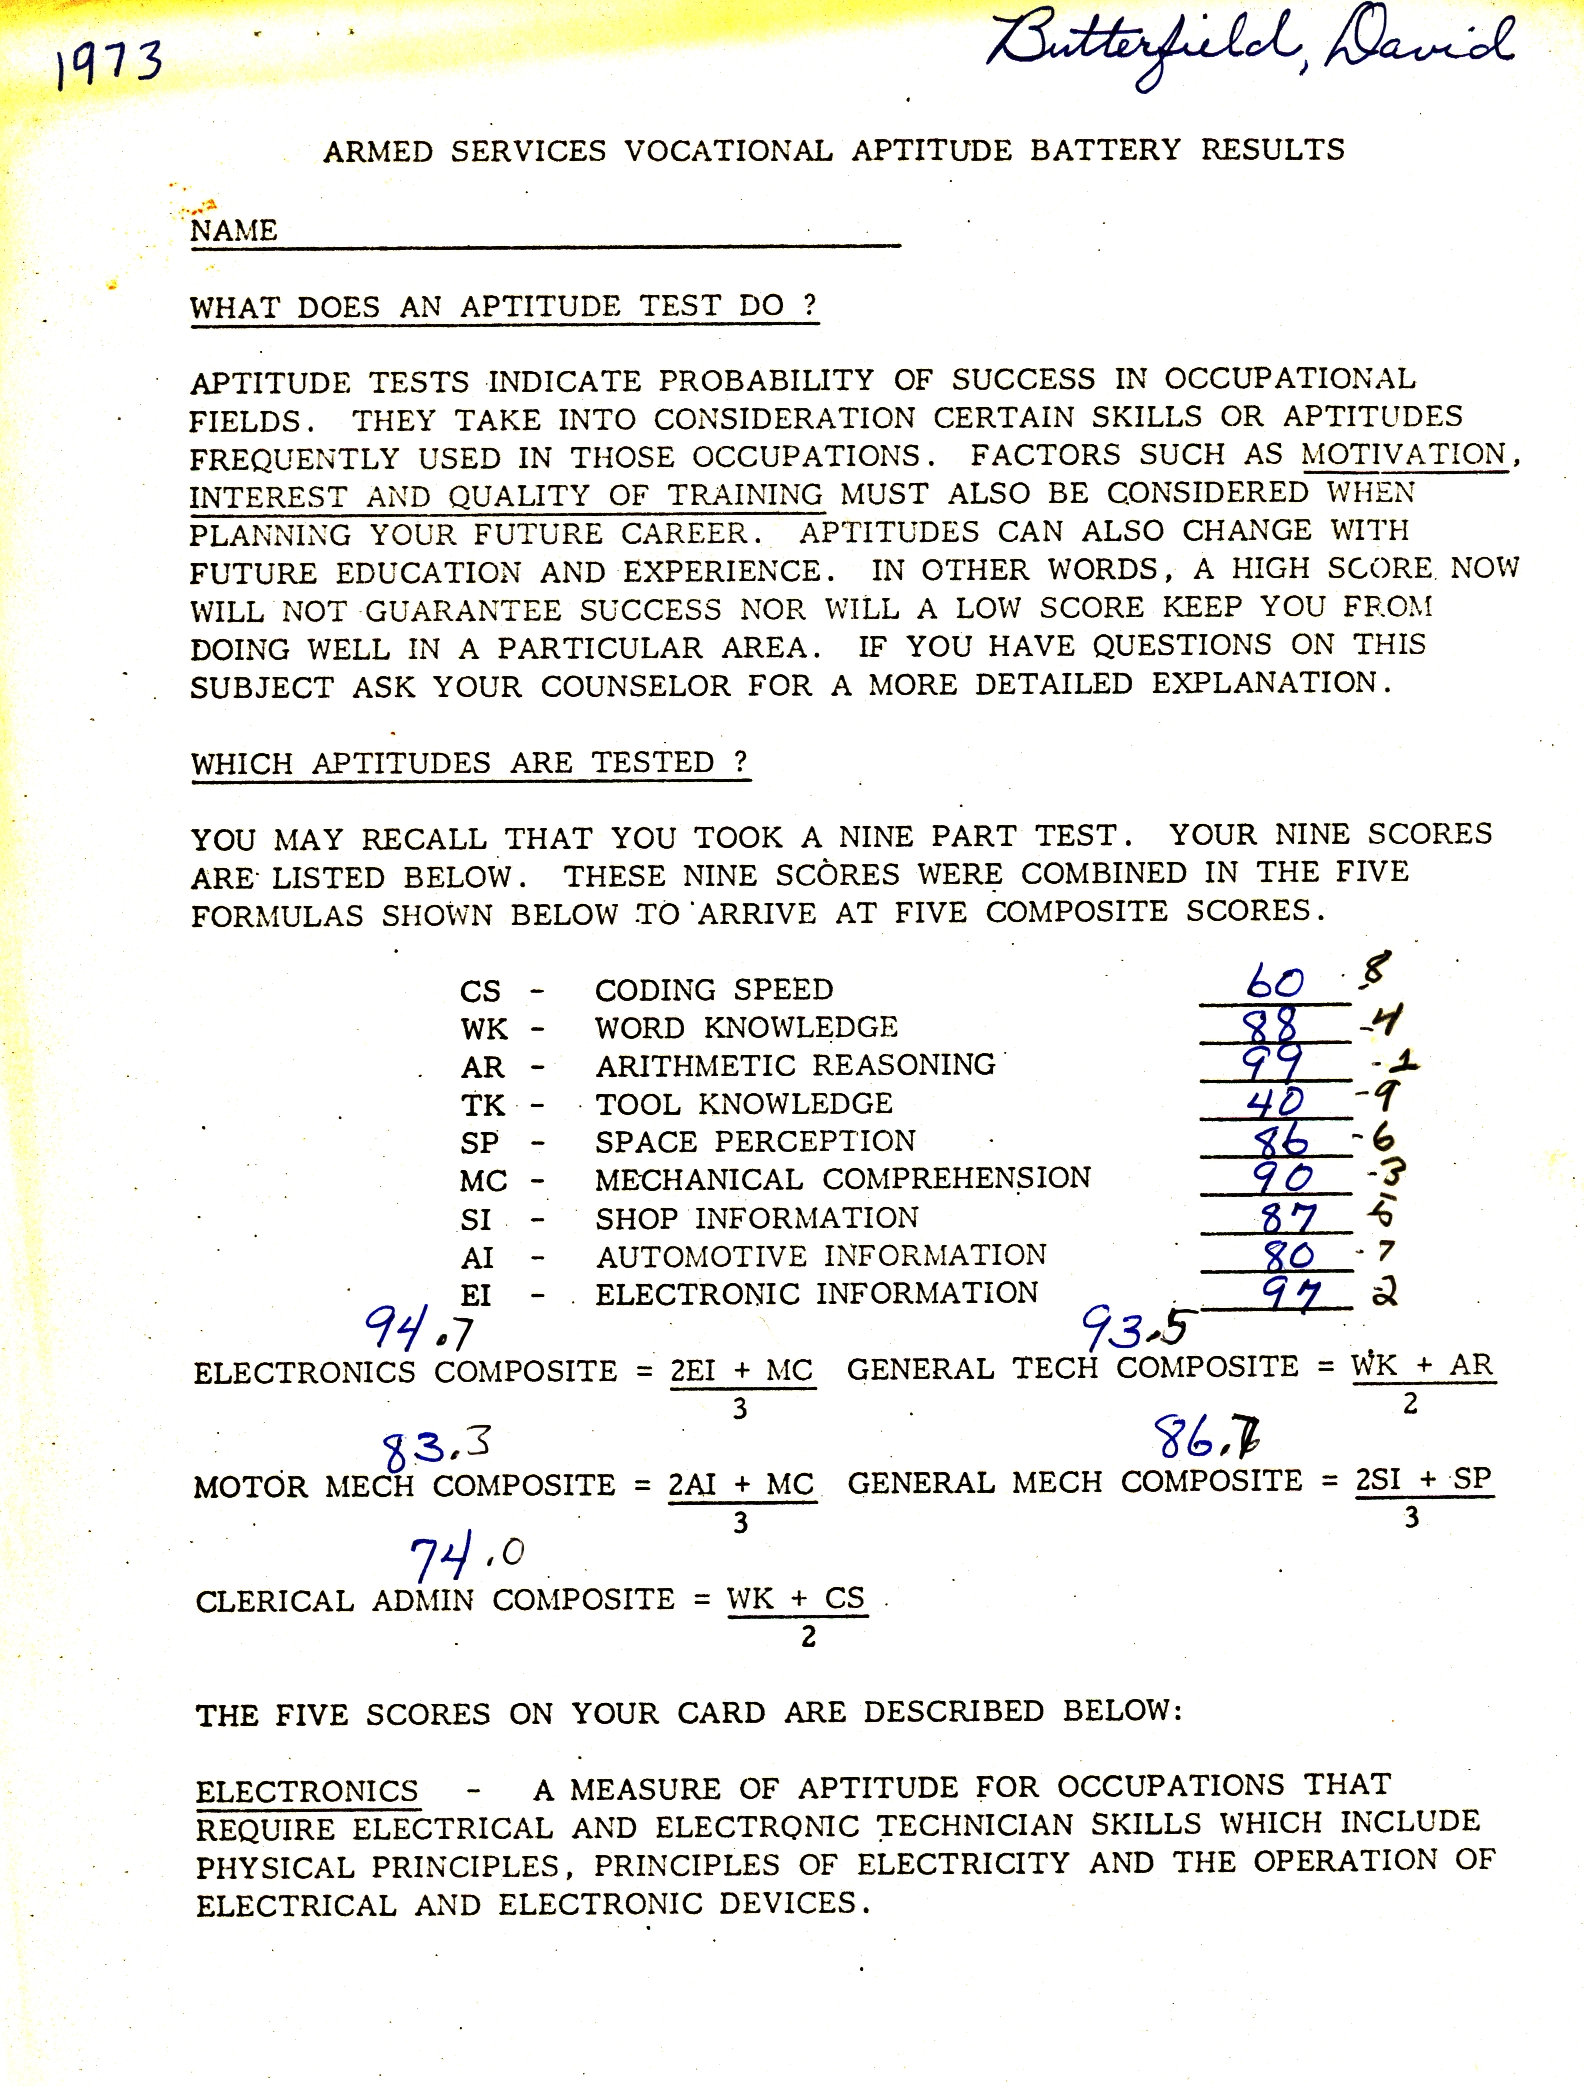 1973
Butterfield, David
ARMED SERVICES VOCATIONAL APTITUDE BATTERY RESULTS
NAME
WHAT DOES AN APTITUDE TEST DO ?
APTITUDE TESTS INDICATE PROBABILITY OF SUCCESS IN OCCUPATIONAL
FIELDS. THEY TAKE INTO CONSIDERATION CERTAIN SKILLS OR APTITUDES
FREQUENTLY USED IN THOSE OCCUPATIONS. FACTORS SUCH AS MOTIVATION,
INTEREST AND QUALITY OF TRAINING MUST ALSO BE CONSIDERED WHEN
PLANNING YOUR FUTURE CAREER. APTITUDES CAN ALSO CHANGE WITH
FUTURE EDUCATION AND EXPERIENCE. IN OTHER WORDS, A HIGH SCORE NOW
WILL NOT GUARANTEE SUCCESS NOR WILL A LOW SCORE KEEP YOU FROM
DOING WELL IN A PARTICULAR AREA. IF YOU HAVE QUESTIONS ON THIS
SUBJECT ASK YOUR COUNSELOR FOR A MORE DETAILED EXPLANATION.
WHICH APTITUDES ARE TESTED ?
YOU MAY RECALL THAT YOU TOOK A NINE PART TEST. YOUR NINE SCORES
ARE LISTED BELOW. THESE NINE SCORES WERE COMBINED IN THE FIVE
FORMULAS SHOWN BELOW TO ARRIVE AT FIVE COMPOSITE SCORES.
CS - CODING SPEED 60 8
WK - WORD KNOWLEDGE 88 -4
AR - ARITHMETIC REASONING 99 -1
TK - TOOL KNOWLEDGE 40 -9
SP - SPACE PERCEPTION 86 -6
MC - MECHANICAL COMPREHENSION 90 -3
SI - SHOP INFORMATION 87 5
AI - AUTOMOTIVE INFORMATION 80 -7
EI - ELECTRONIC INFORMATION 97 2
94.7 93.5
ELECTRONICS COMPOSITE = 2EI + MC GENERAL TECH COMPOSITE = WK + AR
3 2
83.3 86.7
MOTOR MECH COMPOSITE = 2AI + MC GENERAL MECH COMPOSITE = 2SI + SP
3 3
74.0
CLERICAL ADMIN COMPOSITE = WK + CS
2
THE FIVE SCORES ON YOUR CARD ARE DESCRIBED BELOW:
ELECTRONICS - A MEASURE OF APTITUDE FOR OCCUPATIONS THAT
REQUIRE ELECTRICAL AND ELECTRONIC TECHNICIAN SKILLS WHICH INCLUDE
PHYSICAL PRINCIPLES, PRINCIPLES OF ELECTRICITY AND THE OPERATION OF
ELECTRICAL AND ELECTRONIC DEVICES.